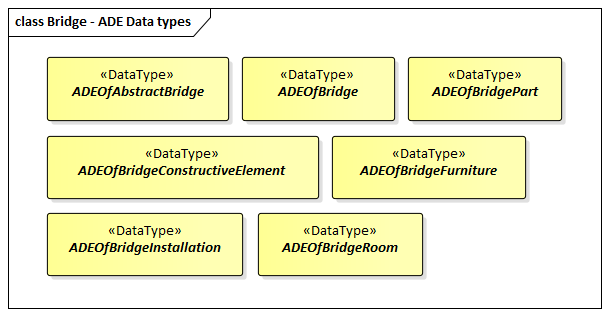 class Bridge - ADE Data types
«DataType»
ADEOfAbstractBridge
«DataType»
ADEOfBridge
«DataType»
ADEOfBridgePart
«DataType»
ADEOfBridgeConstructiveElement
«DataType»
ADEOfBridgeFurniture
«DataType»
ADEOfBridgeInstallation
«DataType»
ADEOfBridgeRoom